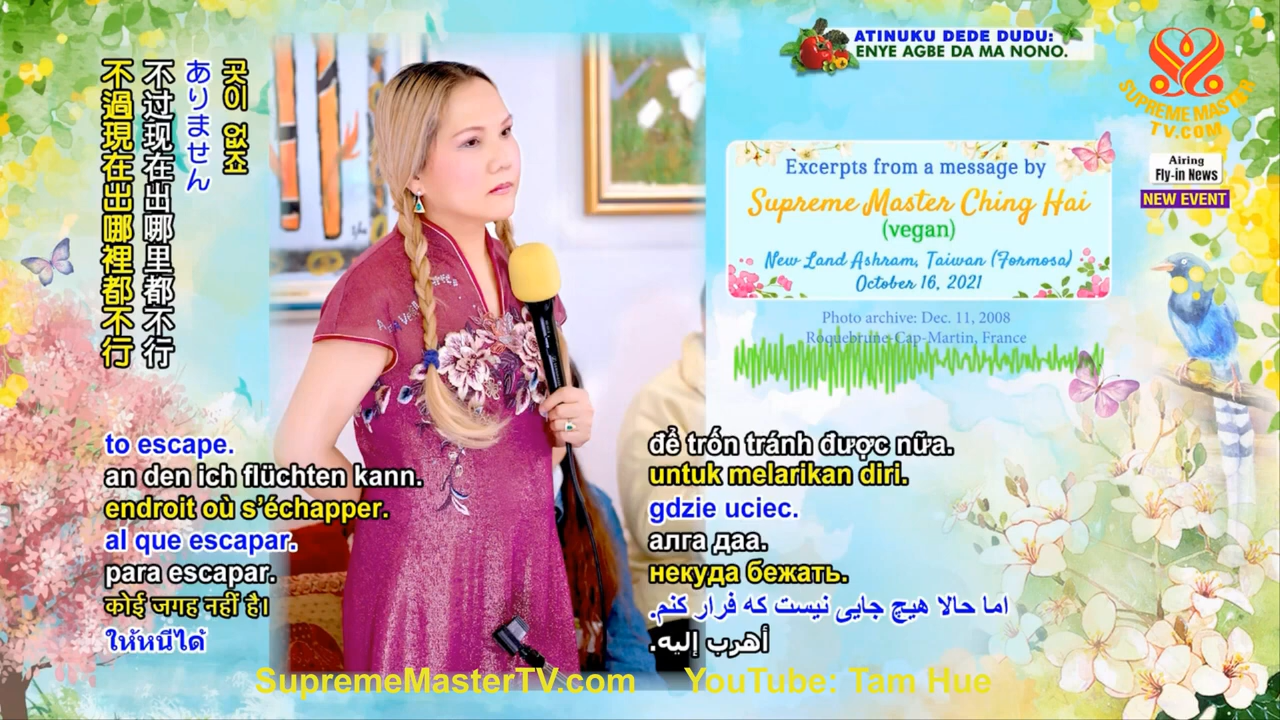 ATINUKU DEDE DUDU:
ENYE AGBE DA MA NONO.
SUPREME MASTER
TV.COM
Airing
Fly-in News
NEW EVENT
Excerpts from a message by
Supreme Master Ching Hai
(vegan)
New Land Ashram, Taiwan (Formosa)
October 16, 2021
Photo archive: Dec. 11, 2008
Roquebrune-Cap-Martin, France
곳이 없죠
ありません
不过现在出哪里都不行
不過現在出哪裡都不行
to escape.
an den ich flüchten kann.
endroit où s’échapper.
al que escapar.
para escapar.
कोई जगह नहीं है।
ให้หนีได้
để trốn tránh được nữa.
untuk melarikan diri.
gdzie uciec.
алга даа.
некуда бежать.
اما حالا هیچ جایی نیست که فرار کنم.
أهرب إليه.
SupremeMasterTV.com YouTube: Tam Hue